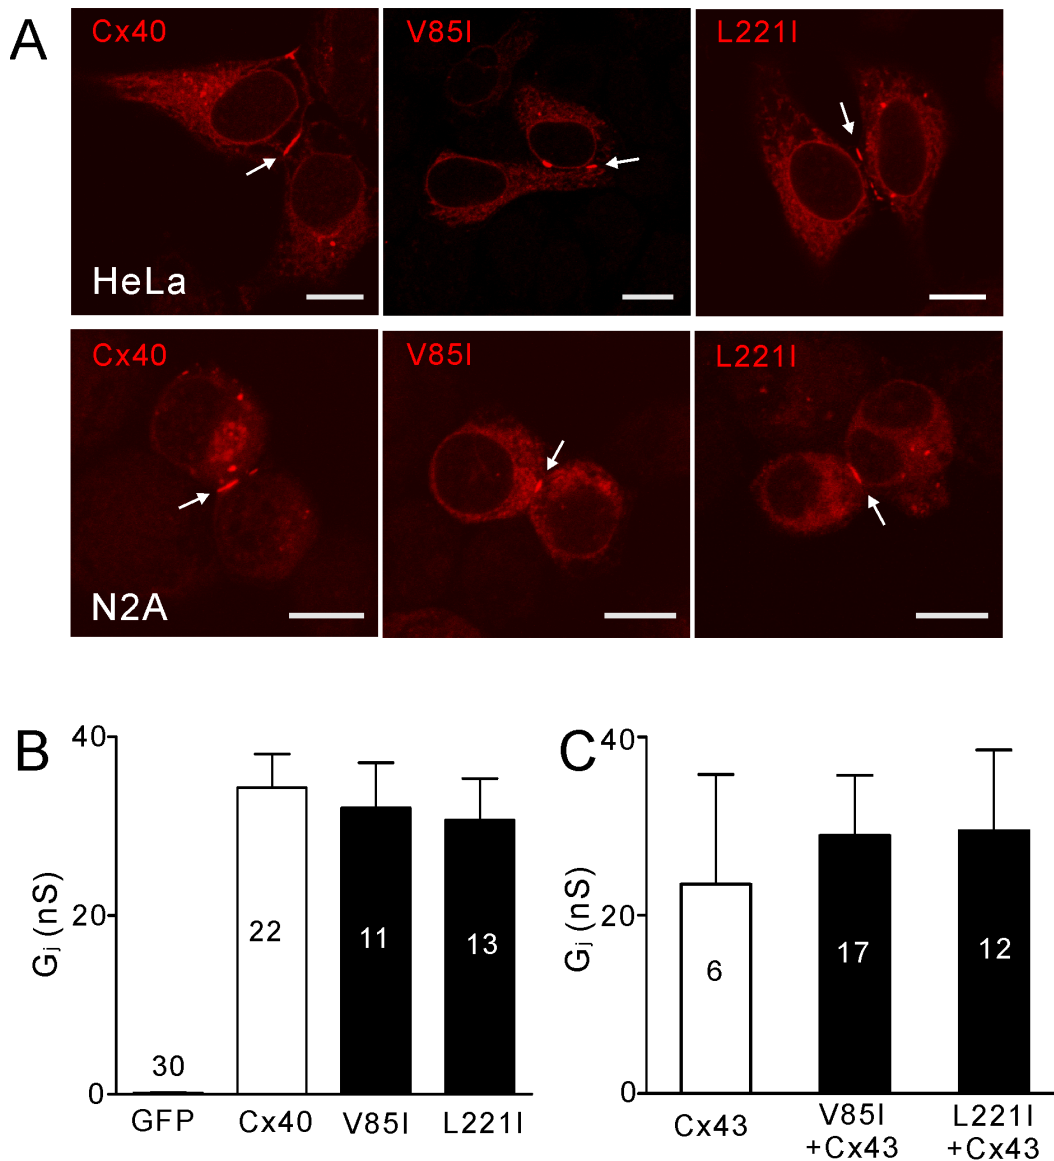 A
Cx40 V85I L221I
HeLa
Cx40 V85I L221I
N2A
B
40
20
0
Gj (nS)
30
22
11
13
GFP Cx40 V85I L221I
C
40
20
0
Gj (nS)
6
17
12
Cx43 V85I L221I
+Cx43 +Cx43